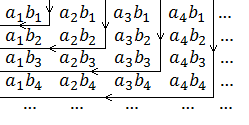 a₁b₁ a₂b₁ a₃b₁ a₄b₁ ...
a₁b₂ a₂b₂ a₃b₂ a₄b₂ ...
a₁b₃ a₂b₃ a₃b₃ a₄b₃ ...
a₁b₄ a₂b₄ a₃b₄ a₄b₄ ...
... ... ... ... ...